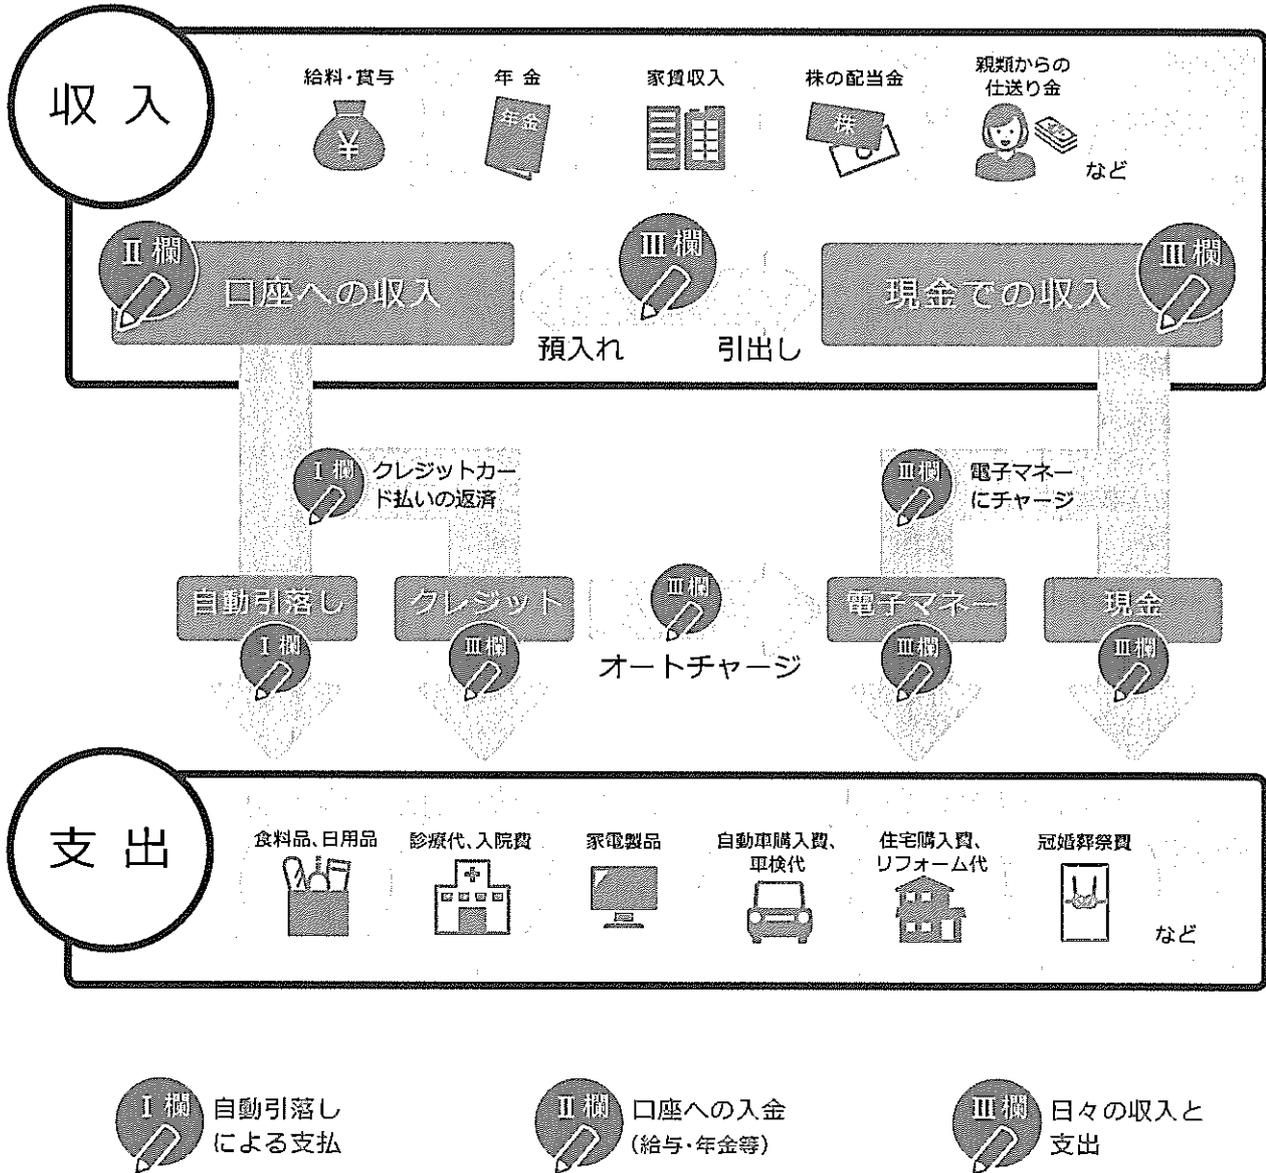 収入
給料・賞与
年金
年金
家賃収入
株の配当金
株
親類からの
仕送り金
など
Ⅱ欄
口座への収入
Ⅲ欄
預入れ
引出し
現金での収入
Ⅲ欄
Ⅰ欄
クレジットカー
ド払いの返済
Ⅲ欄
電子マネー
にチャージ
自動引落し
Ⅰ欄
クレジット
Ⅲ欄
Ⅲ欄
オートチャージ
電子マネー
Ⅲ欄
現金
Ⅲ欄
支出
食料品、日用品
診療代、入院費
家電製品
自動車購入費、
車検代
住宅購入費、
リフォーム代
冠婚葬祭費
など
Ⅰ欄
自動引落し
による支払
Ⅱ欄
口座への入金
(給与・年金等)
Ⅲ欄
日々の収入と
支出